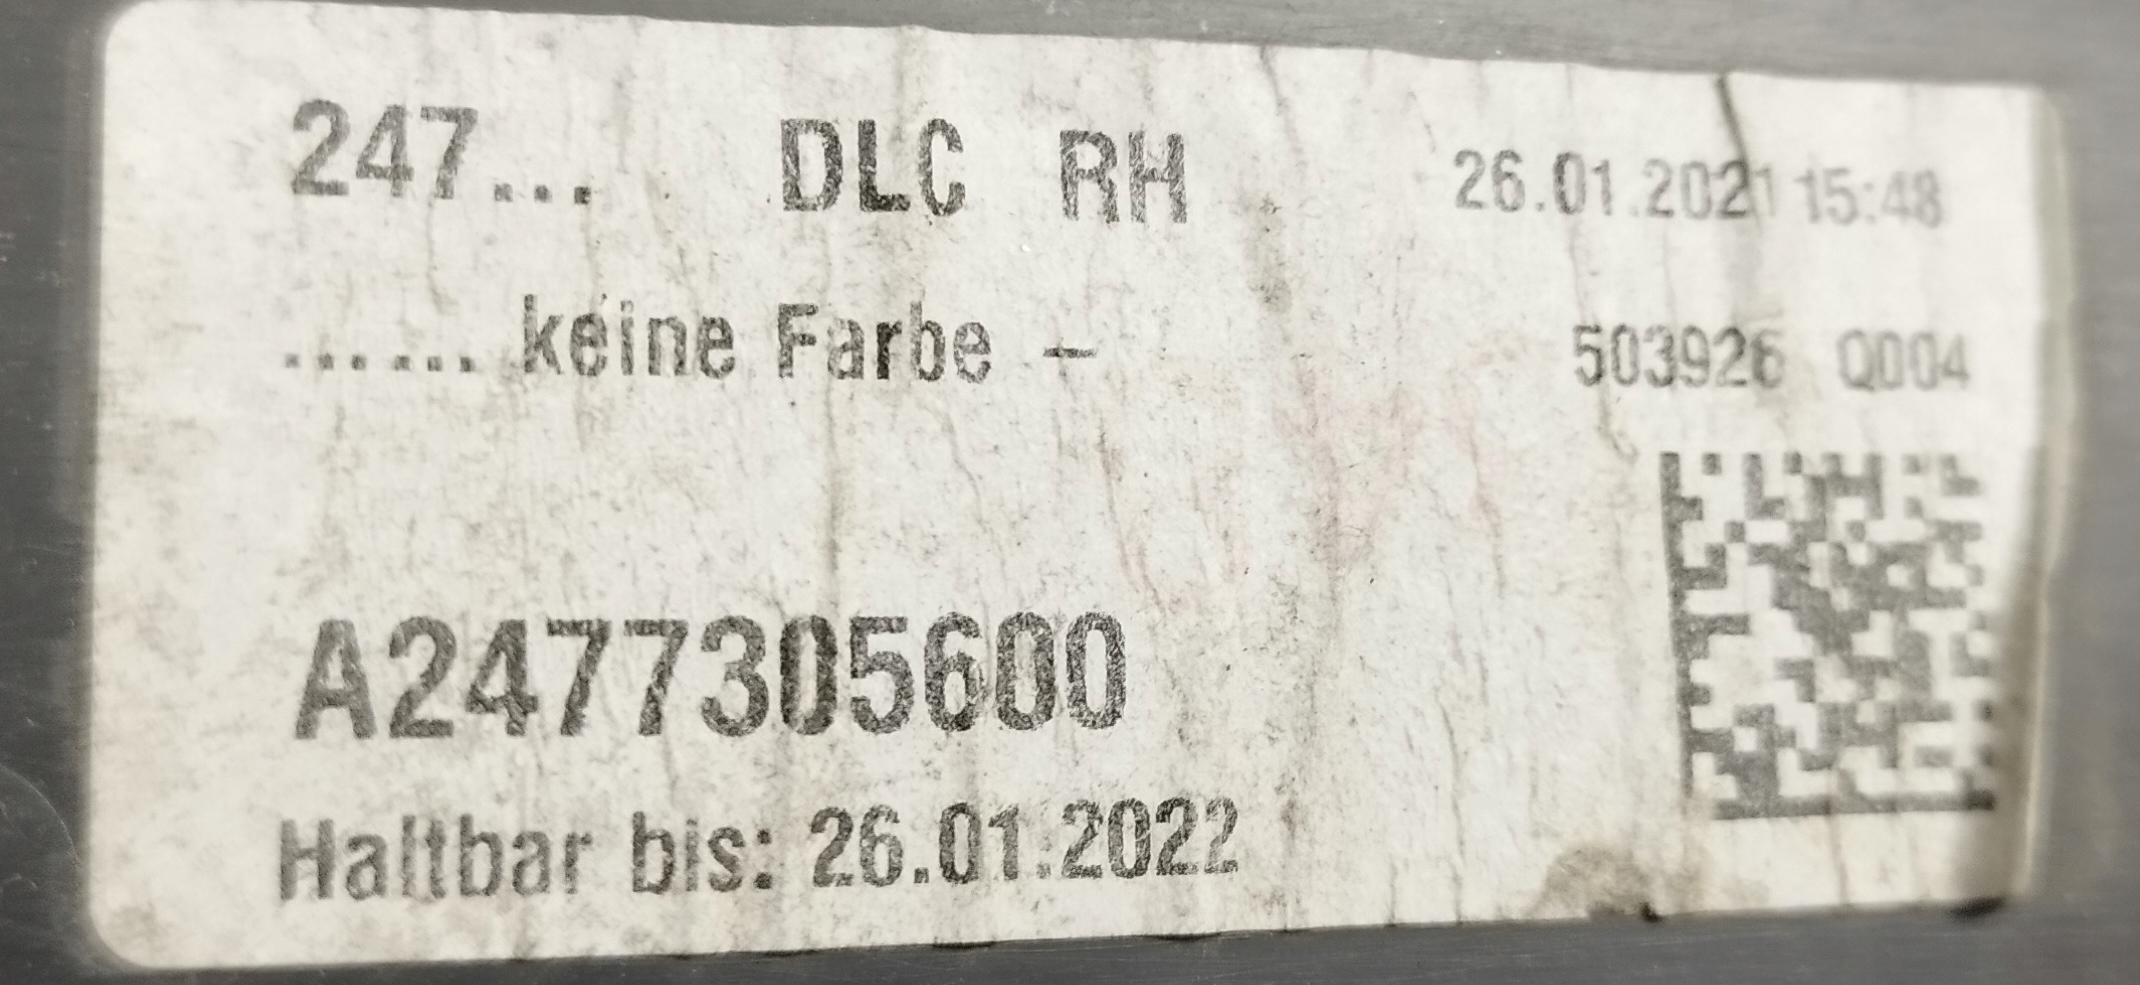 247... DLC RH 26.01.2021 15:48
...... keine Farbe – 503926 Q004
A2477305600
Haltbar bis: 26.01.2022